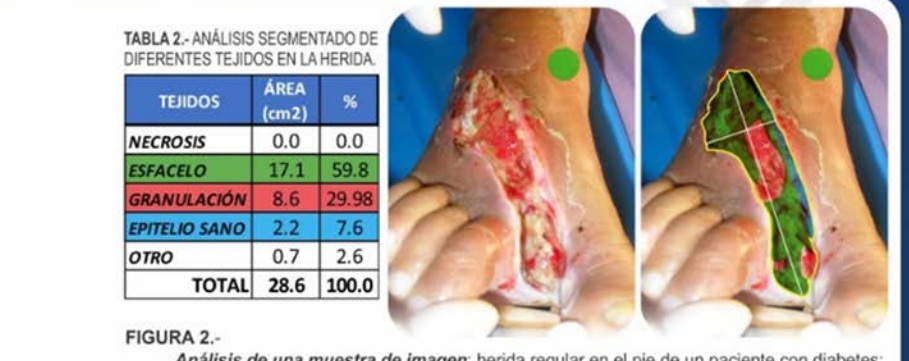 TABLA 2.- ANÁLISIS SEGMENTADO DE
DIFERENTES TEJIDOS EN LA HERIDA.
TEJIDOS ÁREA (cm2) %
NECROSIS 0.0 0.0
ESFACELO 17.1 59.8
GRANULACIÓN 8.6 29.98
EPITELIO SANO 2.2 7.6
OTRO 0.7 2.6
TOTAL 28.6 100.0
FIGURA 2.-
Análisis de una muestra de imagen: herida regular en el pie de un paciente con diabetes;